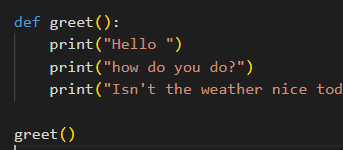 def greet():
    print("Hello ")
    print("how do you do?")
    print("Isn't the weather nice tod

greet()